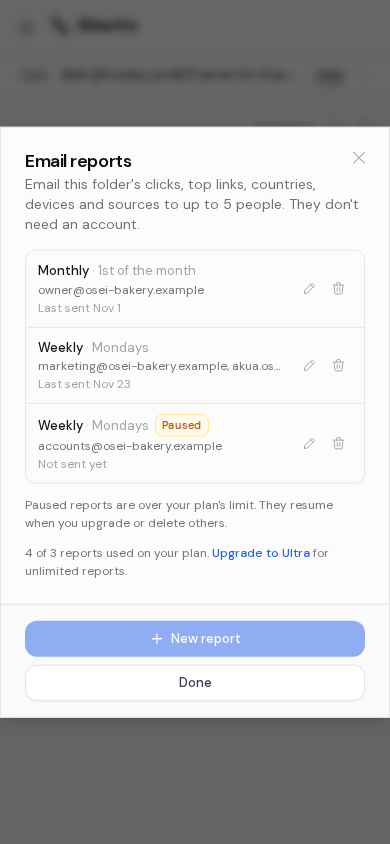 Email reports
Email this folder's clicks, top links, countries,
devices and sources to up to 5 people. They don't
need an account.
Monthly · 1st of the month
owner@osei-bakery.example
Last sent Nov 1
Weekly · Mondays
marketing@osei-bakery.example, akua.os...
Last sent Nov 23
Weekly · Mondays Paused
accounts@osei-bakery.example
Not sent yet
Paused reports are over your plan's limit. They resume
when you upgrade or delete others.
4 of 3 reports used on your plan. Upgrade to Ultra for
unlimited reports.
New report
Done